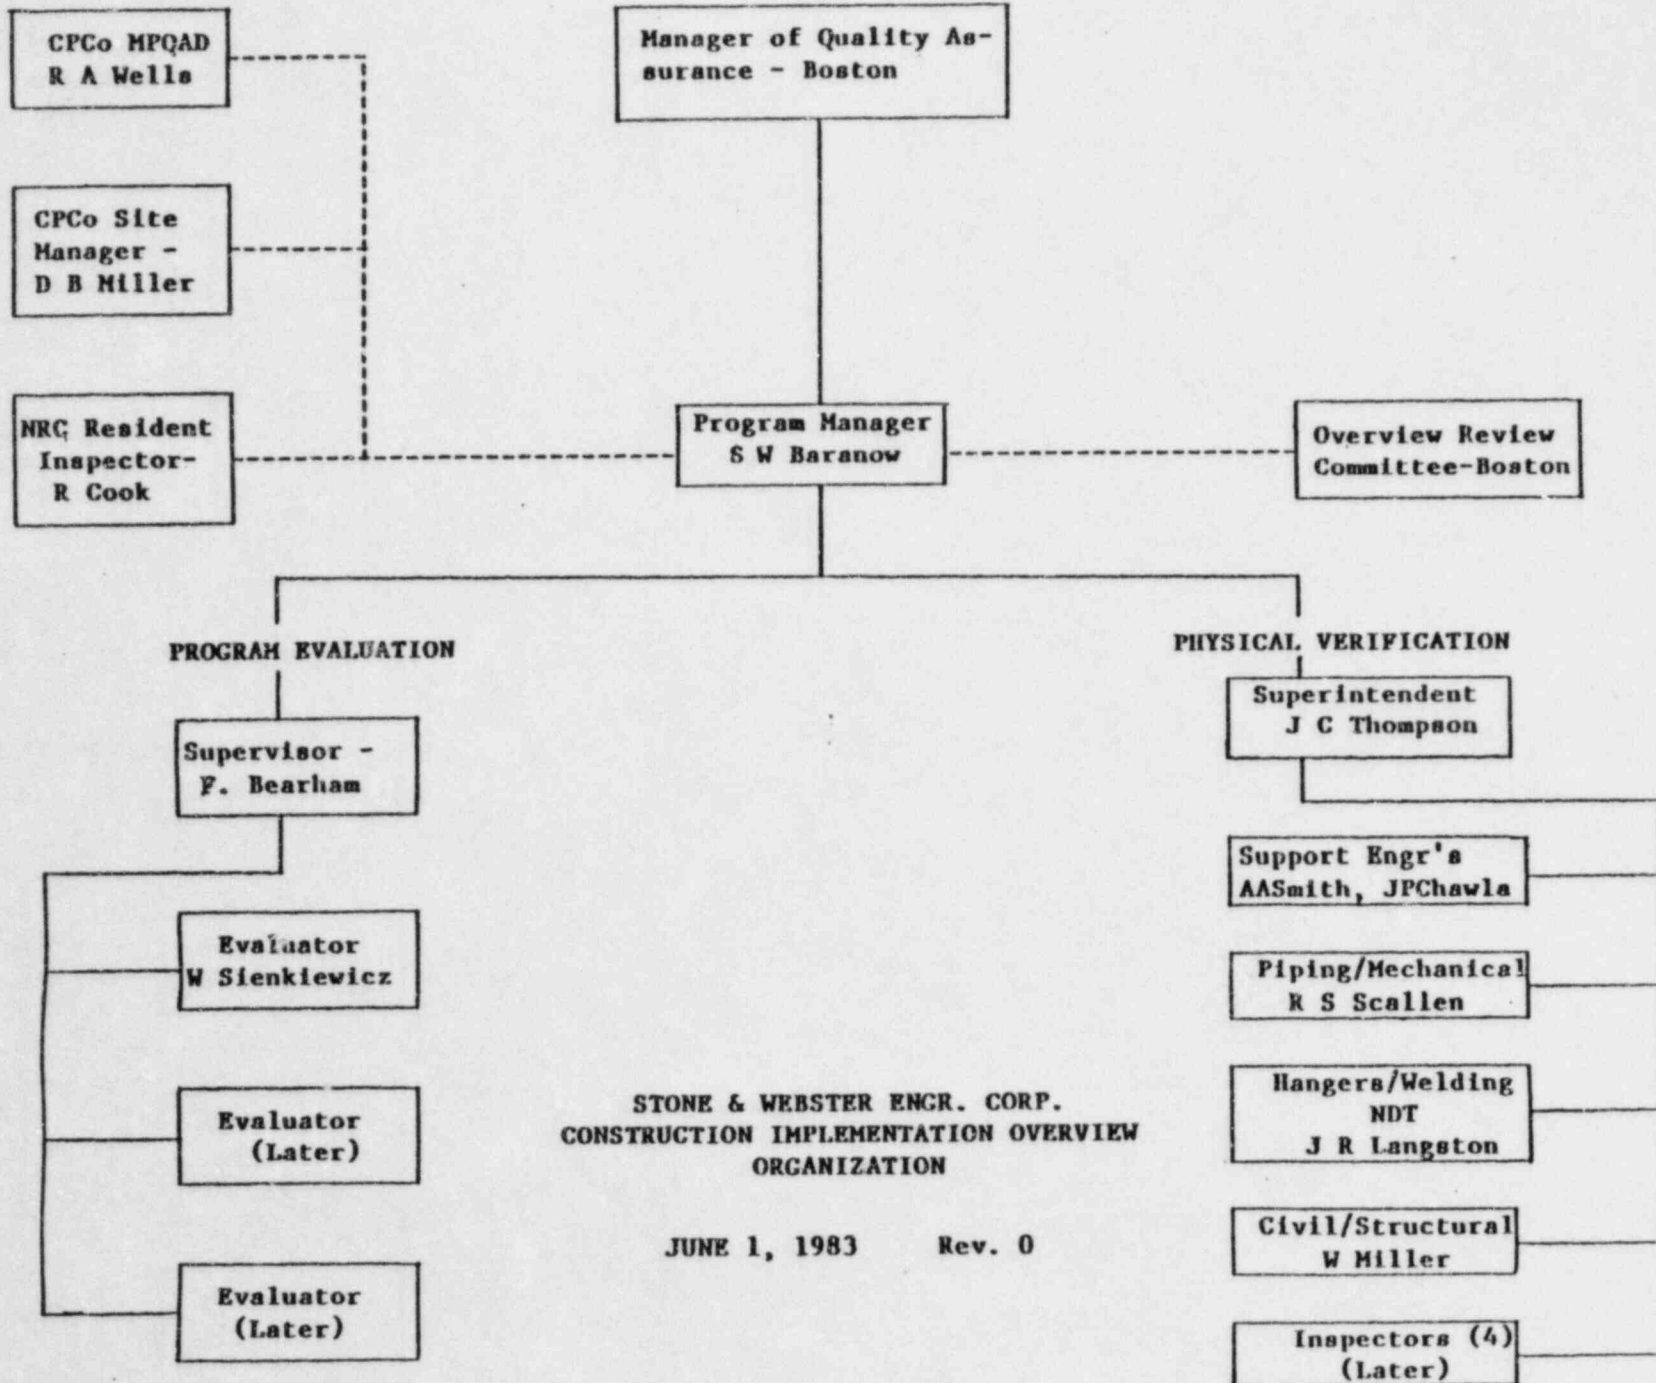 CPCo MPQAD
R A Wells
Manager of Quality As-
surance - Boston
CPCo Site
Manager -
D B Miller
NRC Resident
Inspector-
R Cook
Program Manager
S W Baranow
Overview Review
Committee-Boston
PROGRAM EVALUATION
Supervisor -
F. Bearham
Evaluator
W Sienkiewicz
Evaluator
(Later)
Evaluator
(Later)
STONE & WEBSTER ENGR. CORP.
CONSTRUCTION IMPLEMENTATION OVERVIEW
ORGANIZATION
JUNE 1, 1983 Rev. 0
PHYSICAL VERIFICATION
Superintendent
J C Thompson
Support Engr's
AASmith, JPChawla
Piping/Mechanical
R S Scallen
Hangers/Welding
NDT
J R Langston
Civil/Structural
W Miller
Inspectors (4)
(Later)